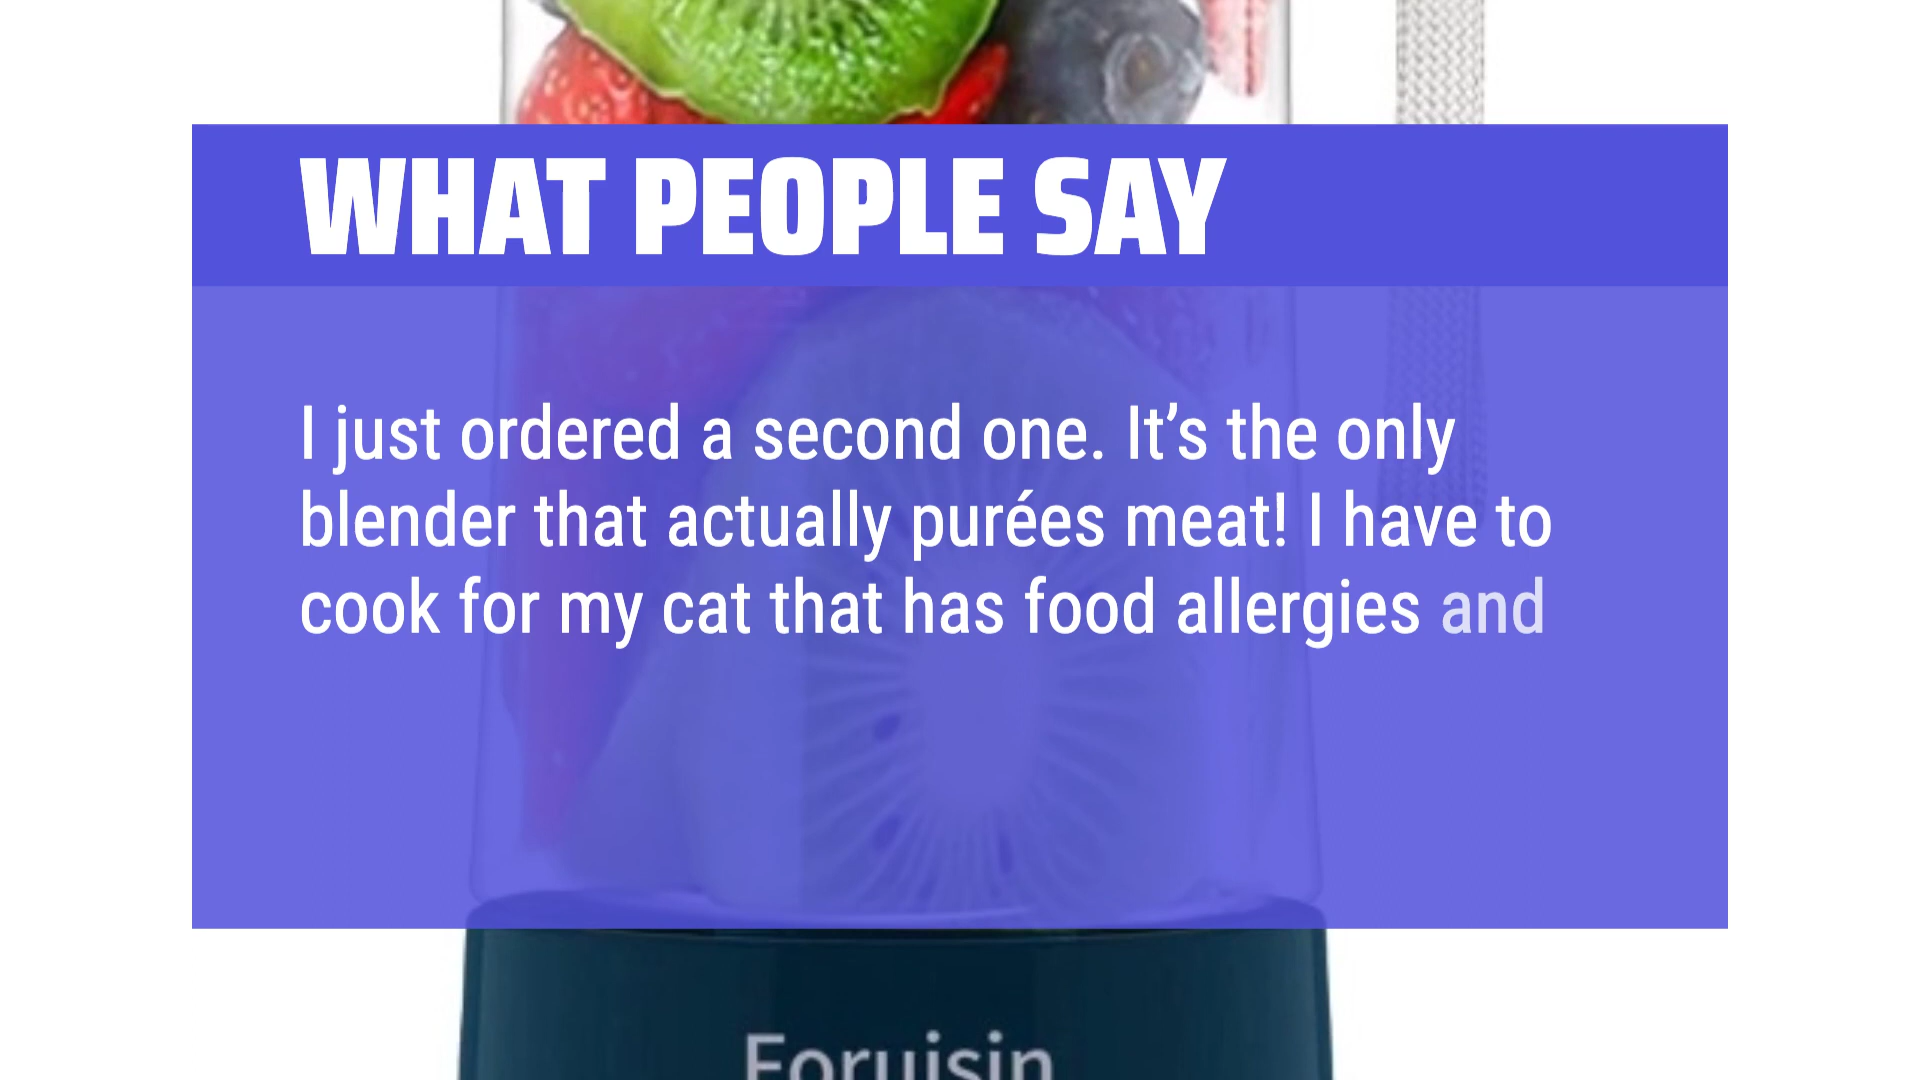 WHAT PEOPLE SAY
I just ordered a second one. It’s the only
blender that actually purées meat! I have to
cook for my cat that has food allergies and
Foruisin